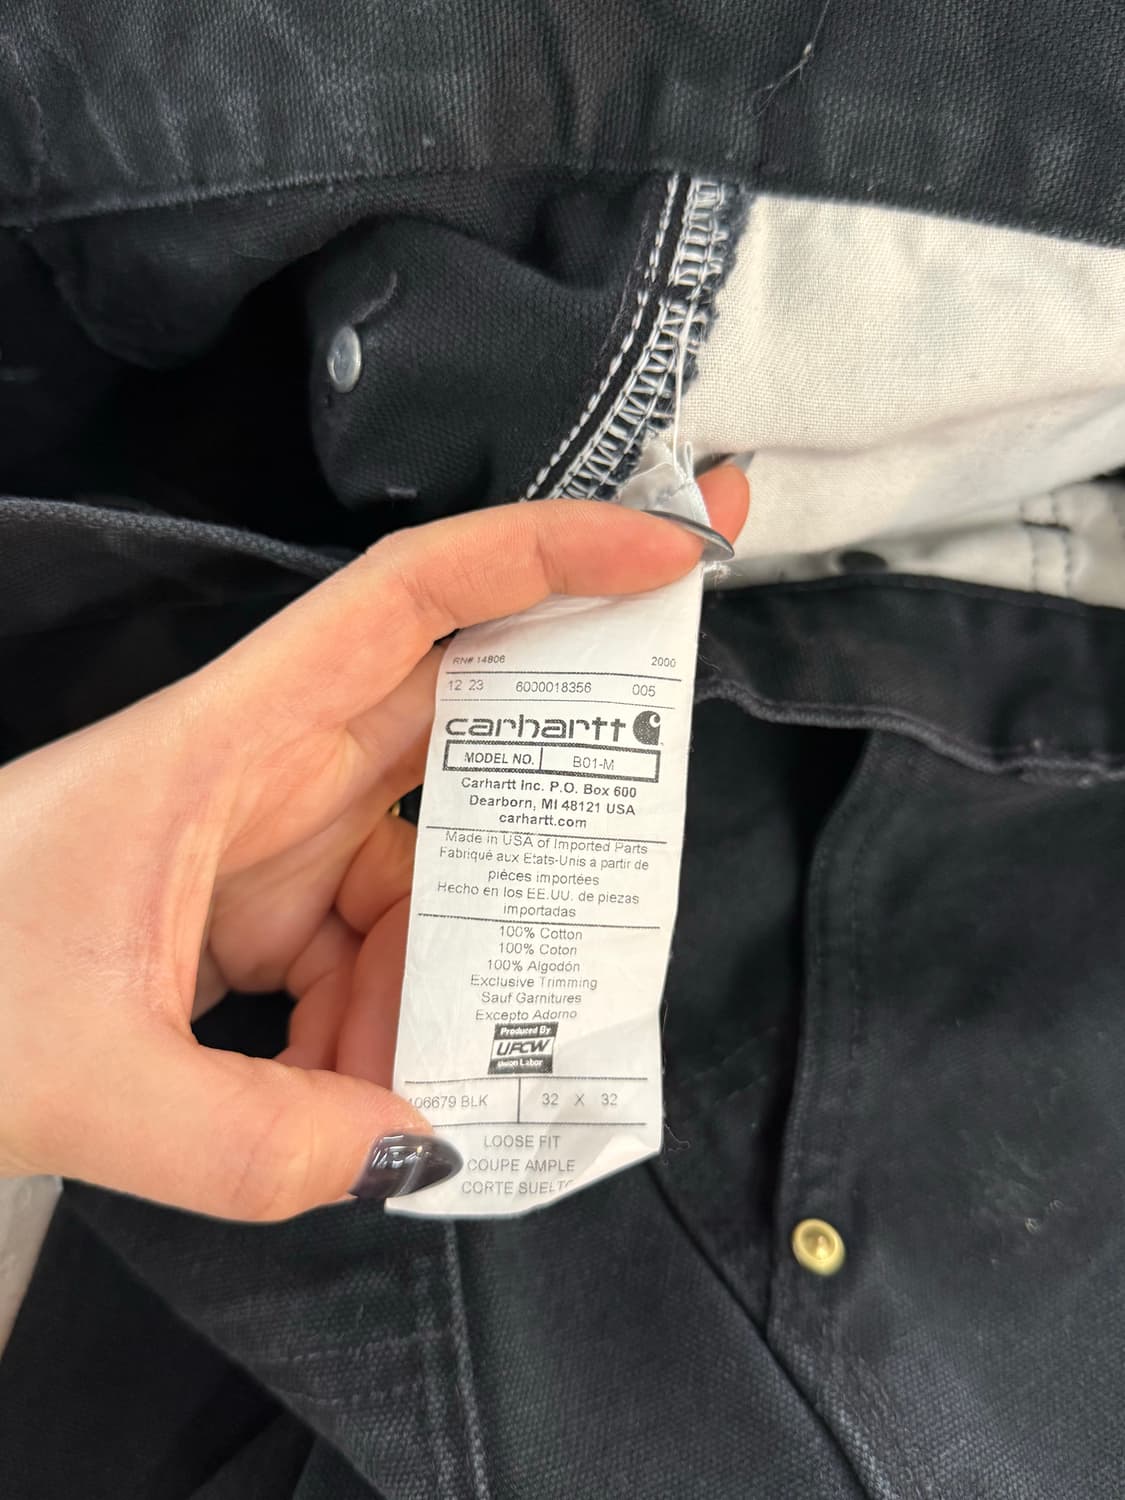 RN# 14806 2000
12 23 6000018356 005
carhartt
MODEL NO. B01-M
Carhartt Inc. P.O. Box 600
Dearborn, MI 48121 USA
carhartt.com
Made in USA of Imported Parts
Fabriqué aux Etats-Unis a partir de
pièces importées
Hecho en los EE.UU. de piezas
importadas
100% Cotton
100% Coton
100% Algodón
Exclusive Trimming
Sauf Garnitures
Excepto Adorno
Produced By
UFCW
Union Labor
106679 BLK 32 X 32
LOOSE FIT
COUPE AMPLE
CORTE SUELTO